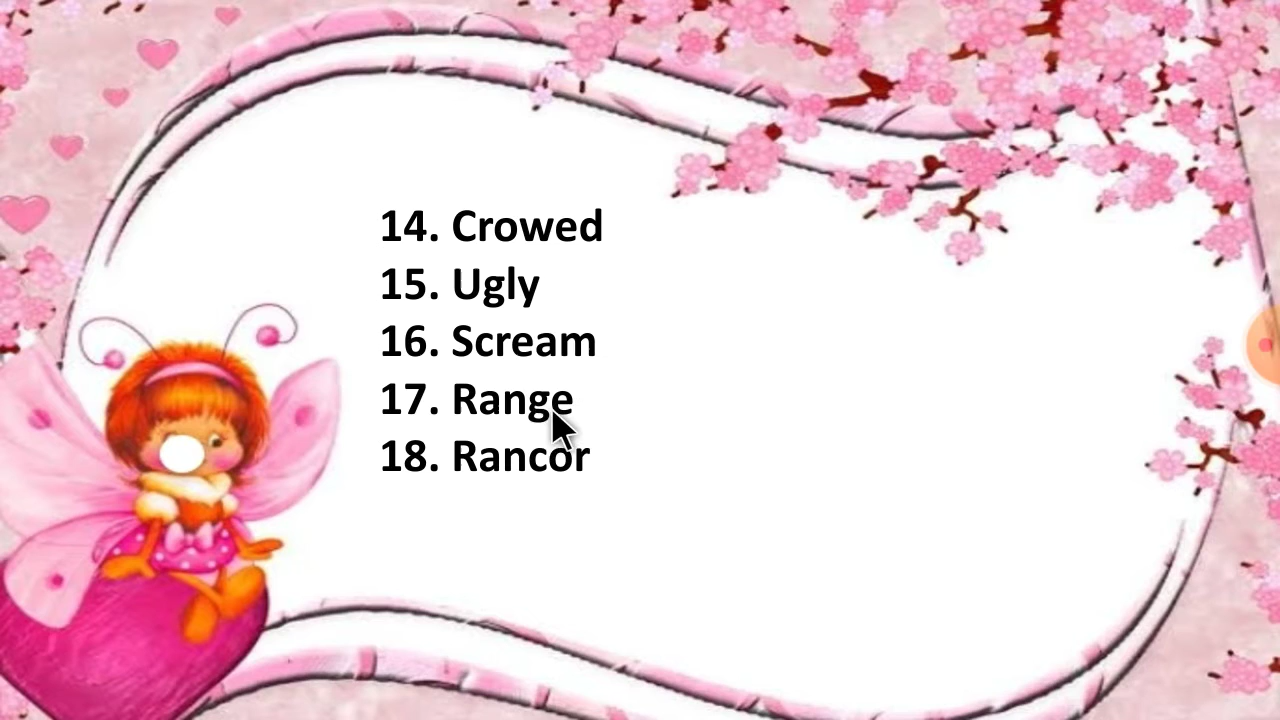 14. Crowed
15. Ugly
16. Scream
17. Range
18. Rancor